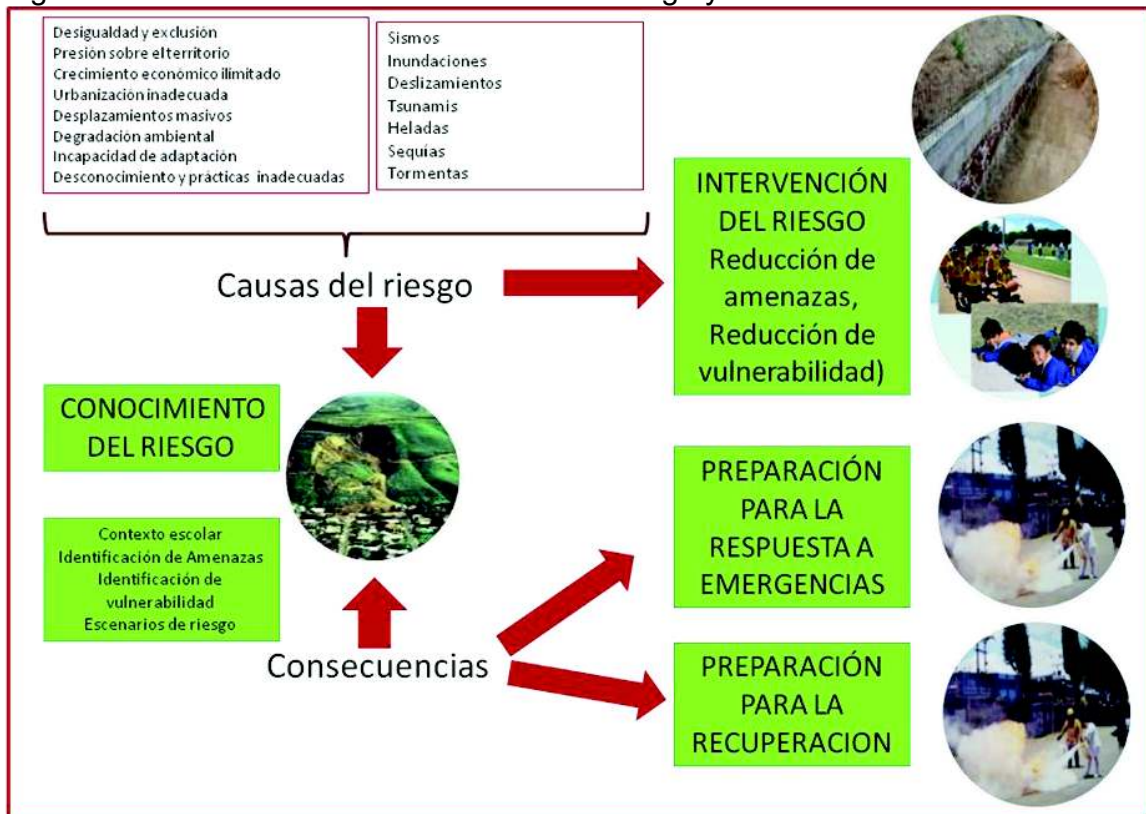 Desigualdad y exclusión
Presión sobre el territorio
Crecimiento económico ilimitado
Urbanización inadecuada
Desplazamientos masivos
Degradación ambiental
Incapacidad de adaptación
Desconocimiento y prácticas inadecuadas
Sismos
Inundaciones
Deslizamientos
Tsunamis
Heladas
Sequías
Tormentas
Causas del riesgo
INTERVENCIÓN
DEL RIESGO
Reducción de
amenazas,
Reducción de
vulnerabilidad)
CONOCIMIENTO
DEL RIESGO
Contexto escolar
Identificación de Amenazas
Identificación de
vulnerabilidad
Escenarios de riesgo
Consecuencias
PREPARACIÓN
PARA LA
RESPUESTA A
EMERGENCIAS
PREPARACIÓN
PARA LA
RECUPERACION